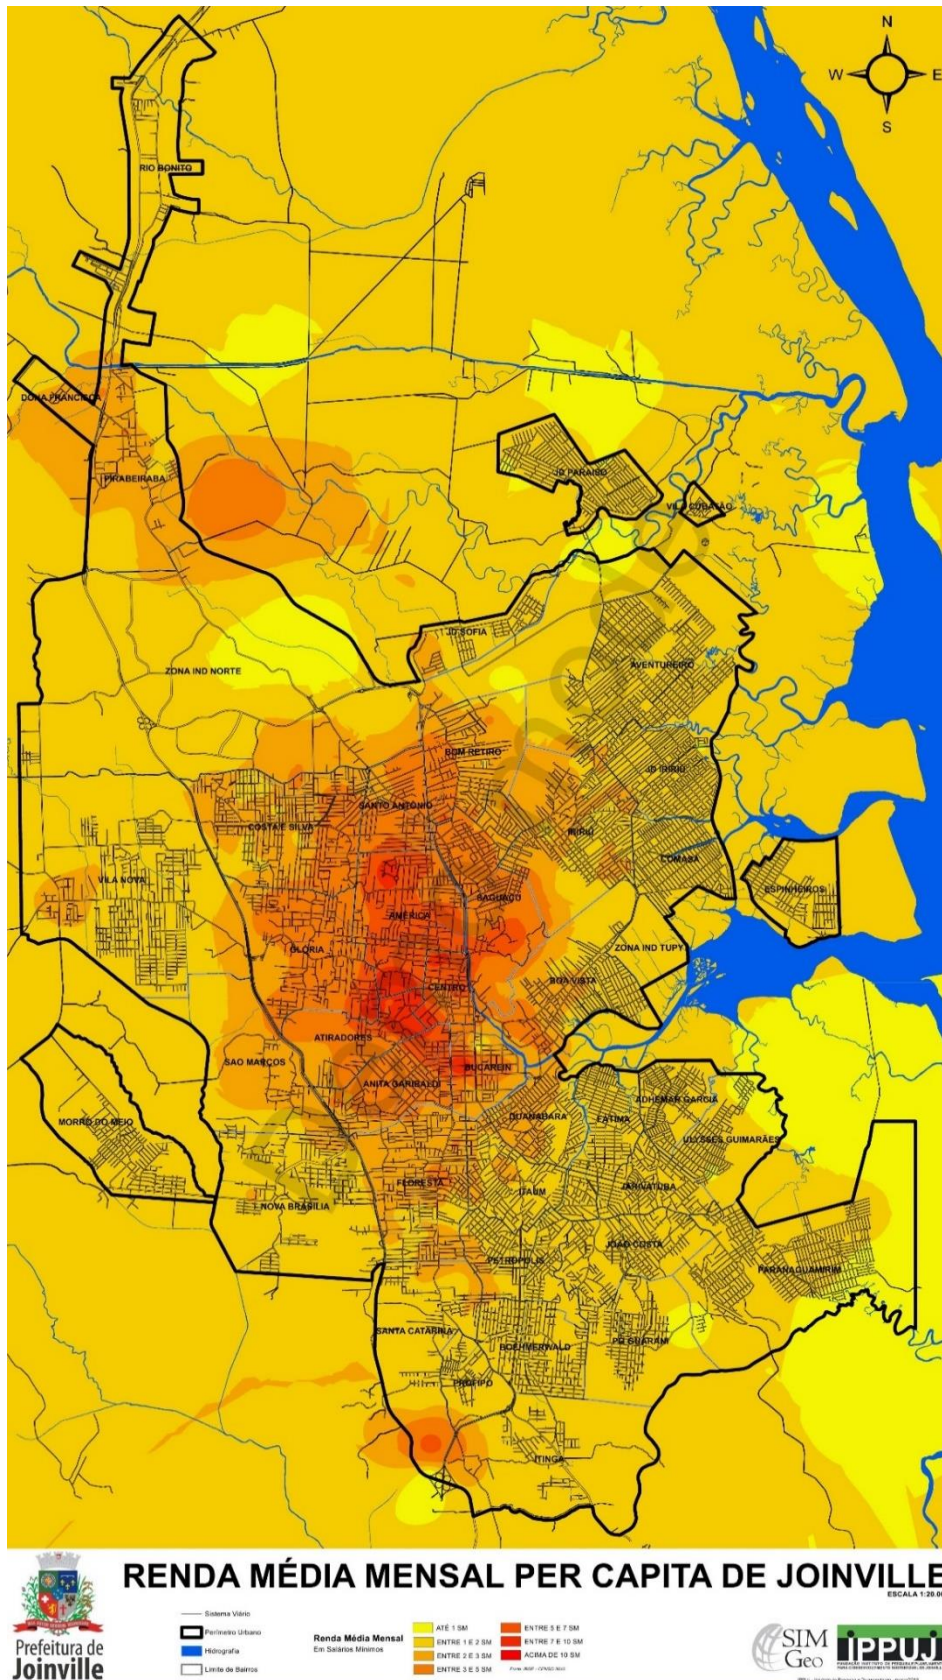 N
W E
S
RIO BONITO
DONA FRANCISCA
PIRABEIRABA
JD PARAISO
VILA CUBATÃO
JD SOFIA
AVENTUREIRO
ZONA IND NORTE
BOM RETIRO
JD IRIRIÚ
SANTO ANTÔNIO
COSTA E SILVA
IRIRIÚ
COMASA
VILA NOVA
ESPINHEIROS
SAGUAÇU
AMÉRICA
GLÓRIA
ZONA IND TUPY
BOA VISTA
CENTRO
ATIRADORES
SAO MARCOS
BUCAREIN
ANITA GARIBALDI
ADHEMAR GARCIA
GUANABARA
FÁTIMA
MORRO DO MEIO
ULYSSES GUIMARÃES
FLORESTA
ITAUM
JARIVATUBA
NOVA BRASILIA
JOAO COSTA
PETROPOLIS
PARANAGUAMIRIM
SANTA CATARINA
BOEHMERWALD
PQ GUARANI
PROFIPO
ITINGA
RENDA MÉDIA MENSAL PER CAPITA DE JOINVILLE
Prefeitura de
Joinville
Sistema Viário
Perímetro Urbano
Hidrografia
Limite de Bairros
Renda Média Mensal
Em Salários Mínimos
ATÉ 1 SM
ENTRE 1 E 2 SM
ENTRE 2 E 3 SM
ENTRE 3 E 5 SM
ENTRE 5 E 7 SM
ENTRE 7 E 10 SM
ACIMA DE 10 SM
SIM
Geo
IPPUJ